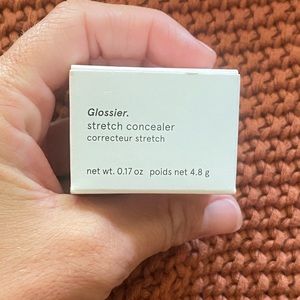 Glossier.
stretch concealer
correcteur stretch
net wt. 0.17 oz poids net 4.8 g